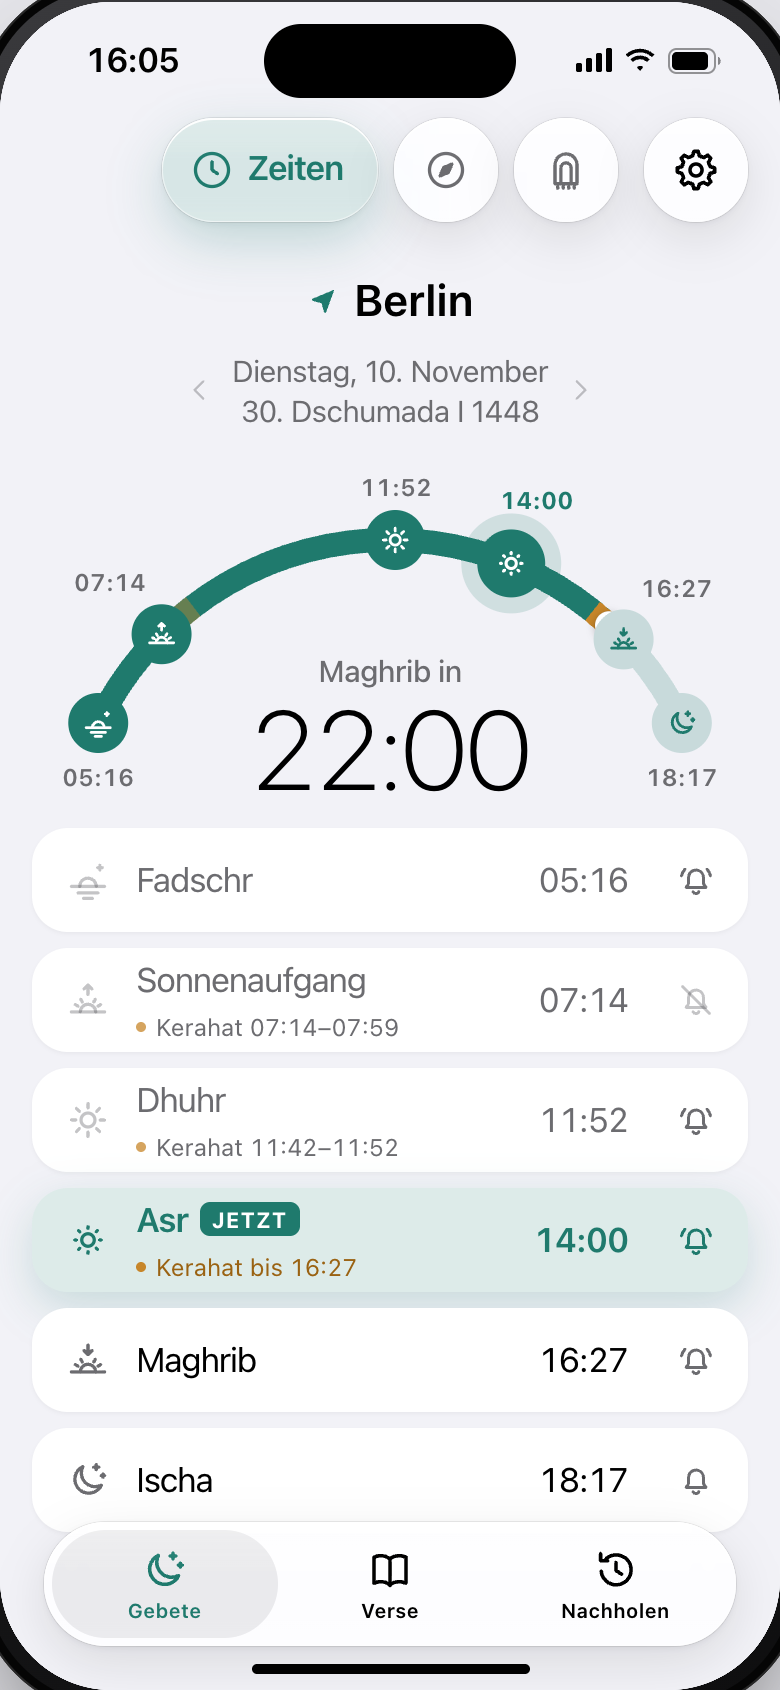 16:05
Zeiten
Berlin
Dienstag, 10. November
30. Dschumada I 1448
11:52
14:00
07:14
16:27
Maghrib in
22:00
05:16
18:17
Fadschr 05:16
Sonnenaufgang 07:14
Kerahat 07:14–07:59
Dhuhr 11:52
Kerahat 11:42–11:52
Asr JETZT 14:00
Kerahat bis 16:27
Maghrib 16:27
Ischa 18:17
Gebete Verse Nachholen